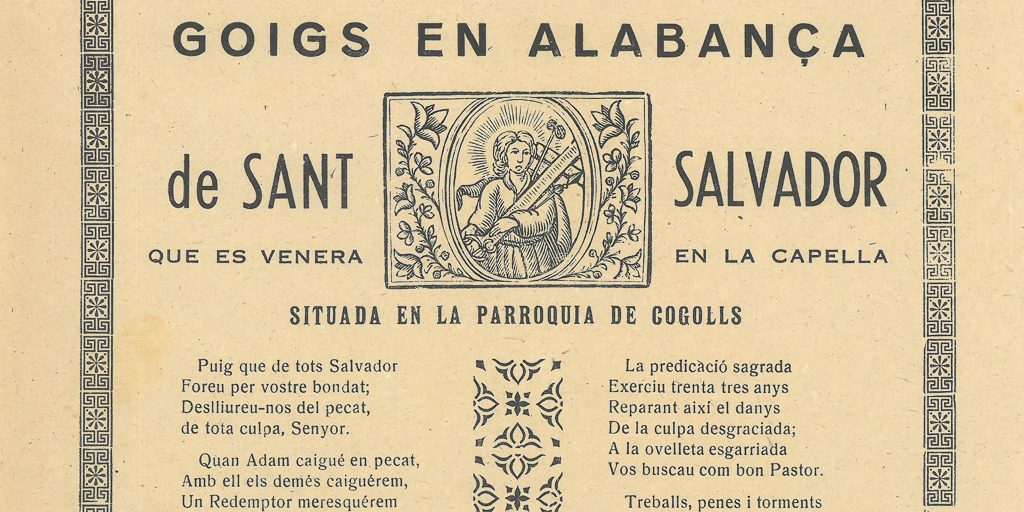 GOIGS EN ALABANÇA
de SANT SALVADOR
QUE ES VENERA EN LA CAPELLA
SITUADA EN LA PARROQUIA DE COGOLLS
Puig que de tots Salvador
Foreu per vostre bondat;
Deslliureu-nos del pecat,
de tota culpa, Senyor.
Quan Adam caigué en pecat,
Amb ell els demés caiguérem,
Un Redemptor meresquérem
La predicació sagrada
Exerciu trenta tres anys
Reparant així el danys
De la culpa desgraciada;
A la ovelleta esgarriada
Vos buscau com bon Pastor.
Treballs, penes i torments